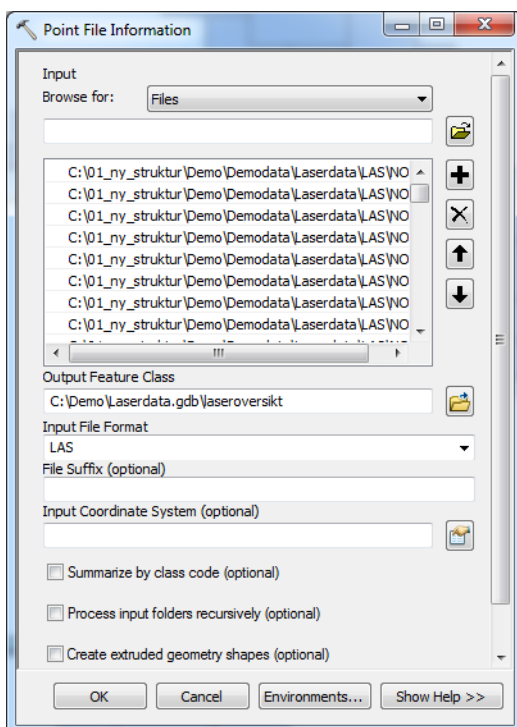 Point File Information
Input
Browse for:
Files
C:\01_ny_struktur\Demo\Demodata\Laserdata\LAS\NO
C:\01_ny_struktur\Demo\Demodata\Laserdata\LAS\NO
C:\01_ny_struktur\Demo\Demodata\Laserdata\LAS\NO
C:\01_ny_struktur\Demo\Demodata\Laserdata\LAS\NO
C:\01_ny_struktur\Demo\Demodata\Laserdata\LAS\NO
C:\01_ny_struktur\Demo\Demodata\Laserdata\LAS\NO
C:\01_ny_struktur\Demo\Demodata\Laserdata\LAS\NO
C:\01_ny_struktur\Demo\Demodata\Laserdata\LAS\NO
Output Feature Class
C:\Demo\Laserdata.gdb\laseroversikt
Input File Format
LAS
File Suffix (optional)
Input Coordinate System (optional)
Summarize by class code (optional)
Process input folders recursively (optional)
Create extruded geometry shapes (optional)
OK
Cancel
Environments...
Show Help >>